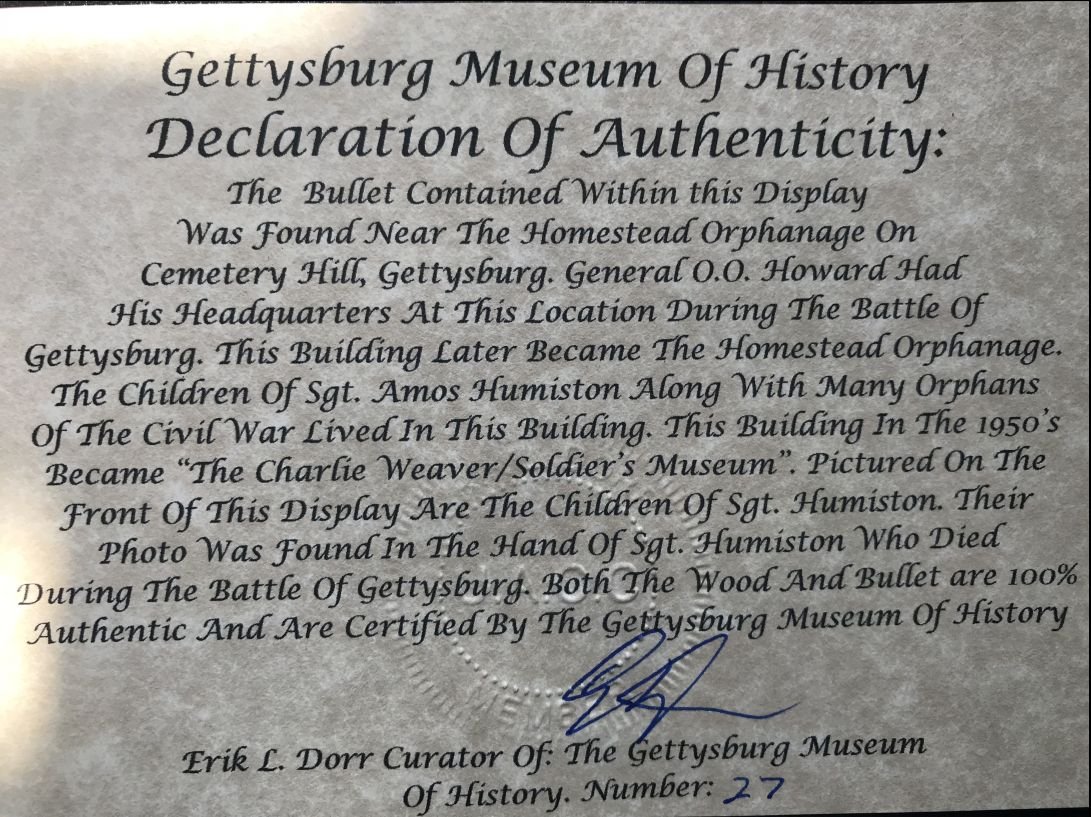 Gettysburg Museum Of History
Declaration Of Authenticity:
The Bullet Contained Within this Display
Was Found Near The Homestead Orphanage On
Cemetery Hill, Gettysburg. General O.O. Howard Had
His Headquarters At This Location During The Battle Of
Gettysburg. This Building Later Became The Homestead Orphanage.
The Children Of Sgt. Amos Humiston Along With Many Orphans
Of The Civil War Lived In This Building. This Building In The 1950's
Became “The Charlie Weaver/Soldier's Museum”. Pictured On The
Front Of This Display Are The Children Of Sgt. Humiston. Their
Photo Was Found In The Hand Of Sgt. Humiston Who Died
During The Battle Of Gettysburg. Both The Wood And Bullet are 100%
Authentic And Are Certified By The Gettysburg Museum Of History
MEMBER
Erik L. Dorr Curator Of: The Gettysburg Museum
Of History. Number: 27